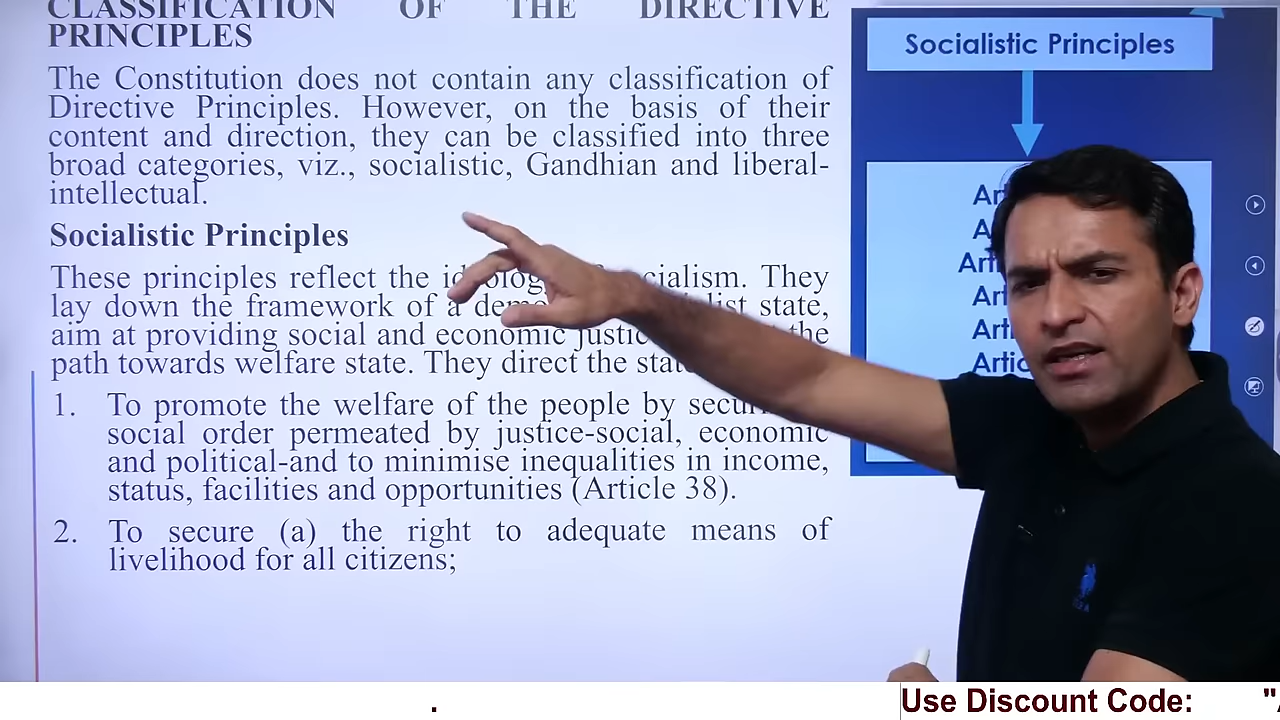 CLASSIFICATION OF THE DIRECTIVE
PRINCIPLES
The Constitution does not contain any classification of
Directive Principles. However, on the basis of their
content and direction, they can be classified into three
broad categories, viz., socialistic, Gandhian and liberal-
intellectual.
Socialistic Principles
These principles reflect the They
lay down the framework of a state,
aim at providing social and economic the
path towards welfare state. They direct the
1. To promote the welfare of the people by
social order permeated by justice-social, economic
and political-and to minimise inequalities in income,
status, facilities and opportunities (Article 38).
2. To secure (a) the right to adequate means of
livelihood for all citizens;
Socialistic Principles
Use Discount Code: